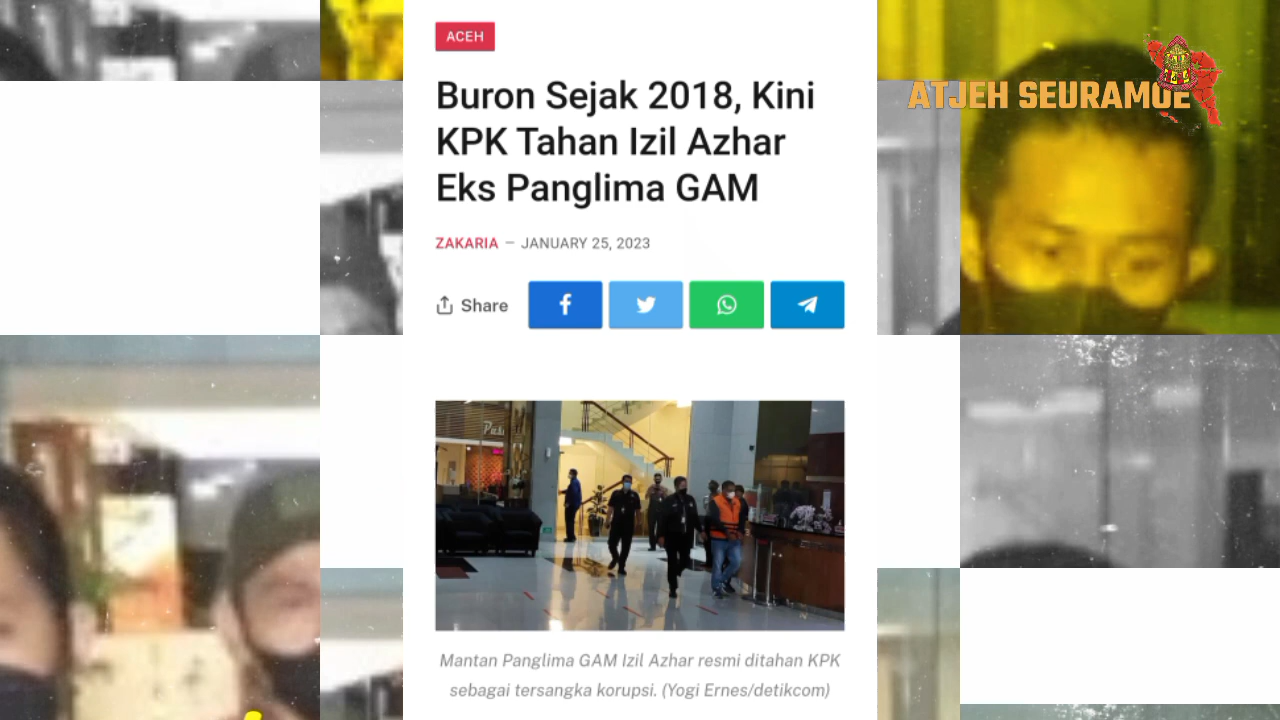 ACEH
ATJEH SEURAMOE
Buron Sejak 2018, Kini
KPK Tahan Izil Azhar
Eks Panglima GAM
ZAKARIA – JANUARY 25, 2023
Share
Mantan Panglima GAM Izil Azhar resmi ditahan KPK
sebagai tersangka korupsi. (Yogi Ernes/detikcom)